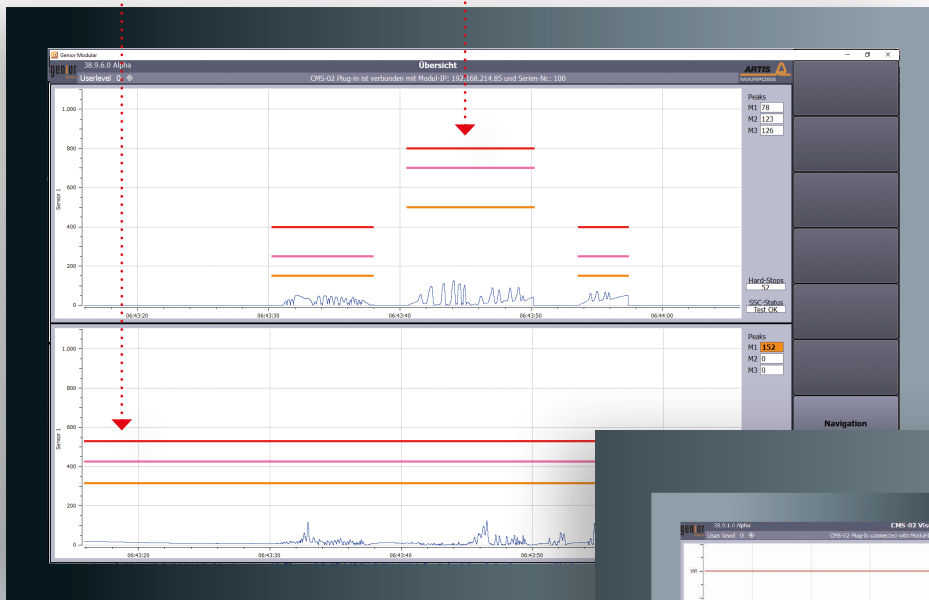 Genior Modular
genior
38.9.6.0 Alpha
Übersicht
Userlevel 0
CMS-02 Plug-in ist verbunden mit Modul-IP: 192.168.214.85 und Serien-Nr.: 100
ARTIS
MARPOSS
1.000
800
600
400
200
0
Sensor 1
06:43:20
06:43:30
06:43:40
06:43:50
06:44:00
Peaks
M1 78
M2 123
M3 126
Hard-Stops
52
SSC-Status
Test OK
1.000
800
600
400
200
0
Sensor 1
06:43:20
06:43:30
06:43:40
06:43:50
Peaks
M1 152
M2 0
M3 0
Navigation
genior
38.9.1.0 Alpha
CMS-02 Vis
User level 0
CMS-02 Plug-In connected with Modul-I
100